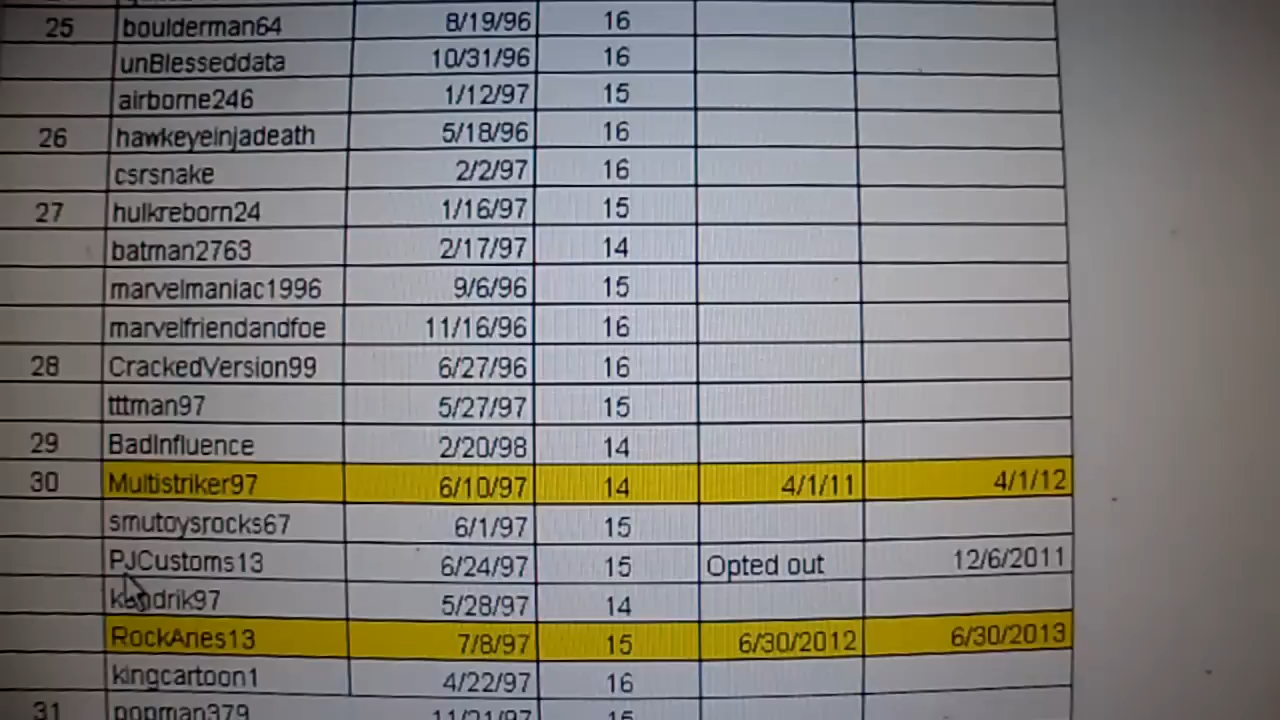 25 boulderman64 8/19/96 16
unBlesseddata 10/31/96 16
airborne246 1/12/97 15
26 hawkeyeinjadeath 5/18/96 16
csrsnake 2/2/97 16
27 hulkreborn24 1/16/97 15
batman2763 2/17/97 14
marvelmaniac1996 9/6/96 15
marvelfriendandfoe 11/16/96 16
28 CrackedVersion99 6/27/96 16
tttman97 5/27/97 15
29 BadInfluence 2/20/98 14
30 Multistriker97 6/10/97 14 4/1/11 4/1/12
smutoysrocks67 6/1/97 15
PJCustoms13 6/24/97 15 Opted out 12/6/2011
5/28/97 14
RockAries13 7/8/97 15 6/30/2012 6/30/2013
kingcartoon1 4/22/97 16
31 popman379 11/21/97